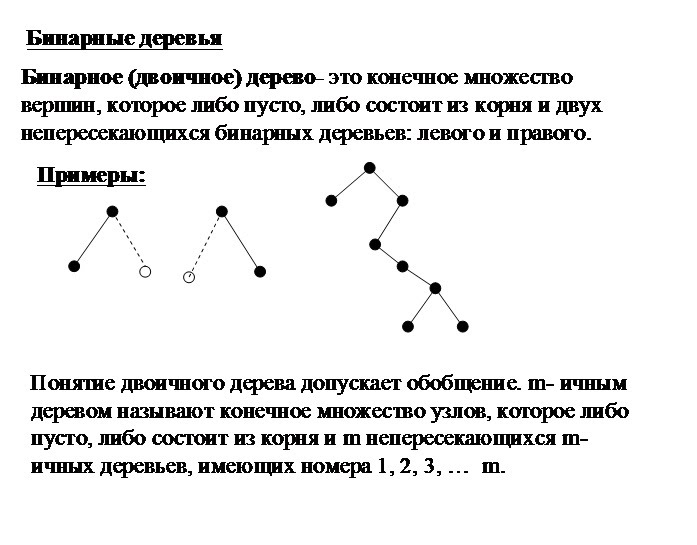 Бинарные деревья
Бинарное (двоичное) дерево- это конечное множество
вершин, которое либо пусто, либо состоит из корня и двух
непересекающихся бинарных деревьев: левого и правого.
Примеры:
Понятие двоичного дерева допускает обобщение. m- ичным
деревом называют конечное множество узлов, которое либо
пусто, либо состоит из корня и m непересекающихся m-
ичных деревьев, имеющих номера 1, 2, 3, … m.